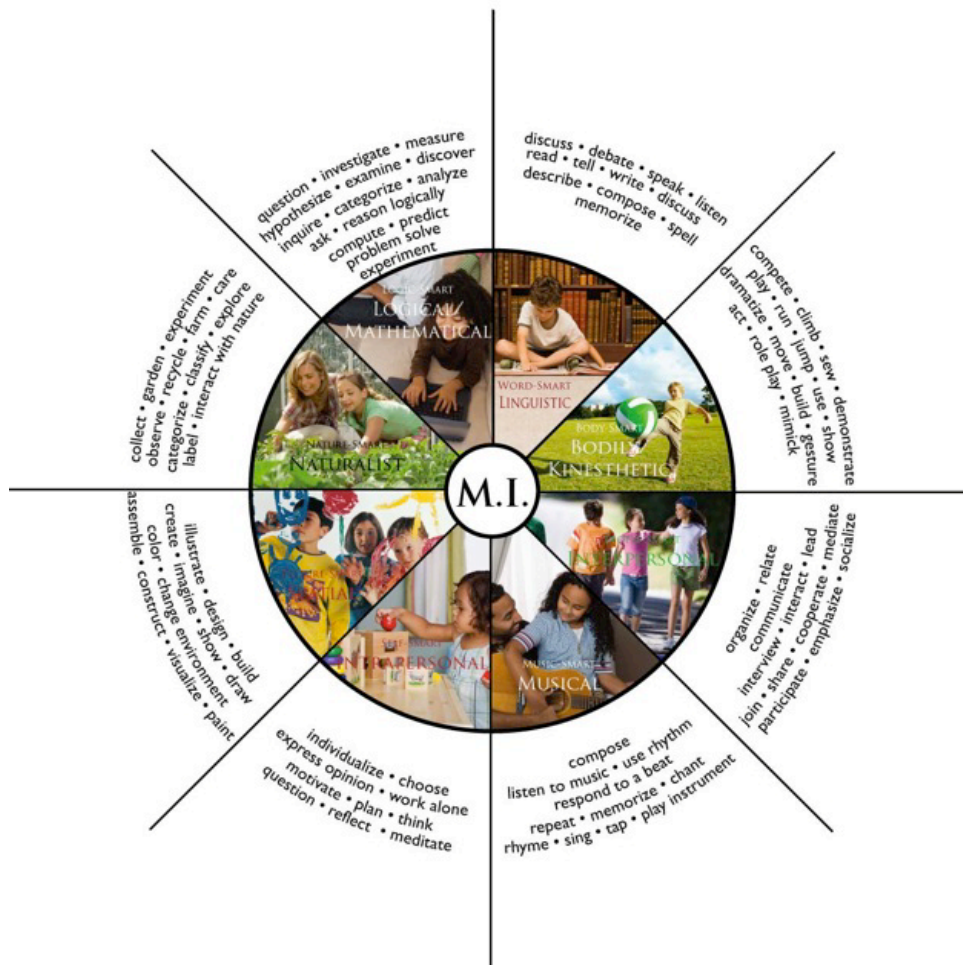 question • investigate • measure
hypothesize • examine • discover
inquire • categorize • analyze
ask • reason logically
compute • predict
problem solve
experiment
discuss • debate • speak • listen
read • tell • write • discuss
describe • compose • spell
memorize
compete • climb • sew • demonstrate
play • run • jump • use • show
dramatize • move • build • gesture
act • role play • mimick
organize • relate
communicate
interview • interact • lead
join • share • cooperate • mediate
participate • emphasize • socialize
compose
listen to music • use rhythm
respond to a beat
repeat • memorize • chant
rhyme • sing • tap • play instrument
individualize • choose
express opinion • work alone
motivate • plan • think
question • reflect • meditate
illustrate • design • build
create • imagine • show • draw
color • change environment
assemble • construct • visualize • paint
collect • garden • experiment
observe • recycle • farm • care
categorize • classify • explore
label • interact with nature
Logic-Smart
Logical/
Mathematical
Word-Smart
Linguistic
Body Smart
Bodily
Kinesthetic
Interpersonal
Music-Smart
Musical
Self-Smart
Intrapersonal
Nature-Smart
Naturalist
M.I.